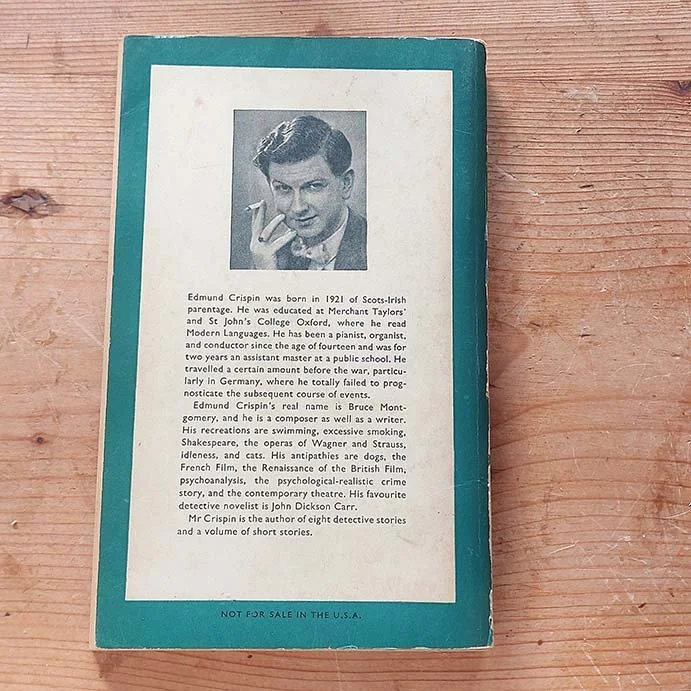 Edmund Crispin was born in 1921 of Scots-Irish
parentage. He was educated at Merchant Taylors'
and St John's College Oxford, where he read
Modern Languages. He has been a pianist, organist,
and conductor since the age of fourteen and was for
two years an assistant master at a public school. He
travelled a certain amount before the war, particu-
larly in Germany, where he totally failed to prog-
nosticate the subsequent course of events.
Edmund Crispin's real name is Bruce Mont-
gomery, and he is a composer as well as a writer.
His recreations are swimming, excessive smoking,
Shakespeare, the operas of Wagner and Strauss,
idleness, and cats. His antipathies are dogs, the
French Film, the Renaissance of the British Film,
psychoanalysis, the psychological-realistic crime
story, and the contemporary theatre. His favourite
detective novelist is John Dickson Carr.
Mr Crispin is the author of eight detective stories
and a volume of short stories.
NOT FOR SALE IN THE U.S.A.